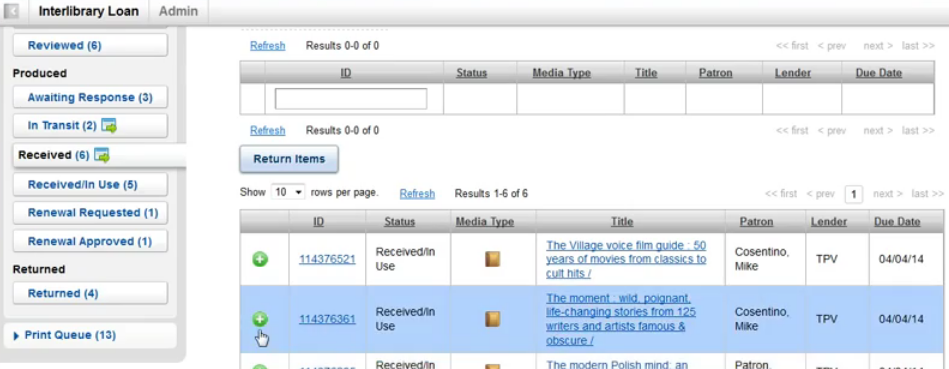 Interlibrary Loan Admin
Reviewed (6)
Produced
Awaiting Response (3)
In Transit (2)
Received (6)
Received/In Use (5)
Renewal Requested (1)
Renewal Approved (1)
Returned
Returned (4)
Print Queue (13)
Refresh Results 0-0 of 0 << first < prev next > last >>
ID Status Media Type Title Patron Lender Due Date
Refresh Results 0-0 of 0 << first < prev next > last >>
Return Items
Show 10 rows per page. Refresh Results 1-6 of 6 << first < prev 1 next > last >>
ID Status Media Type Title Patron Lender Due Date
114376521 Received/In Use The Village voice film guide : 50 years of movies from classics to cult hits / Cosentino, Mike TPV 04/04/14
114376361 Received/In Use The moment : wild, poignant, life-changing stories from 125 writers and artists famous & obscure / Cosentino, Mike TPV 04/04/14
Received/In The modern Polish mind: an Patron,